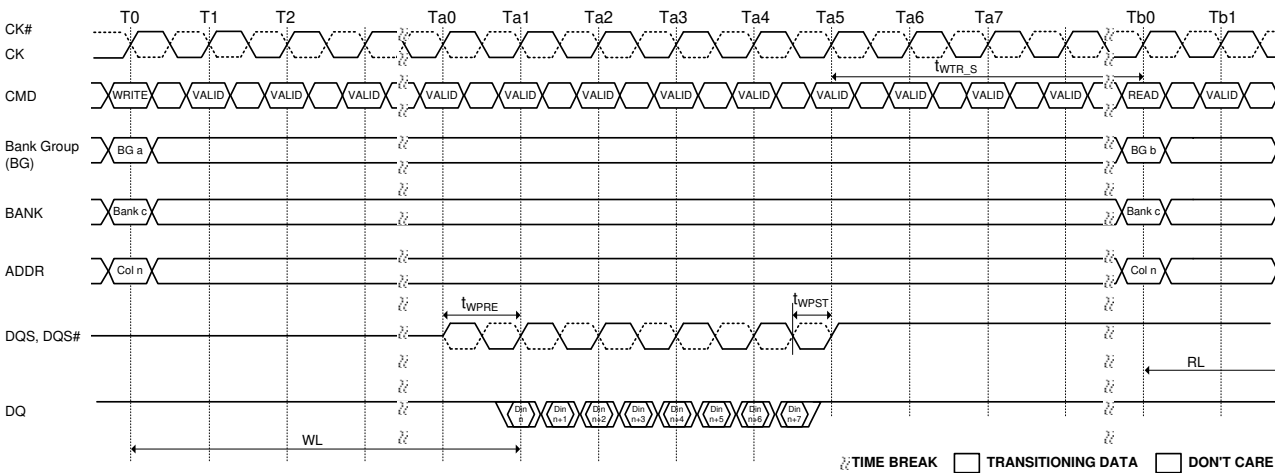 T0 T1 T2 Ta0 Ta1 Ta2 Ta3 Ta4 Ta5 Ta6 Ta7 Tb0 Tb1
CK#
CK
tWTR_S
CMD WRITE VALID VALID VALID VALID VALID VALID VALID VALID VALID VALID VALID VALID READ VALID
Bank Group
(BG)
BG a BG b
BANK Bank c Bank c
ADDR Col n Col n
tWPRE tWPST
DQS, DQS#
RL
DQ Din n Din n+1 Din n+2 Din n+3 Din n+4 Din n+5 Din n+6 Din n+7
WL
TIME BREAK TRANSITIONING DATA DON'T CARE